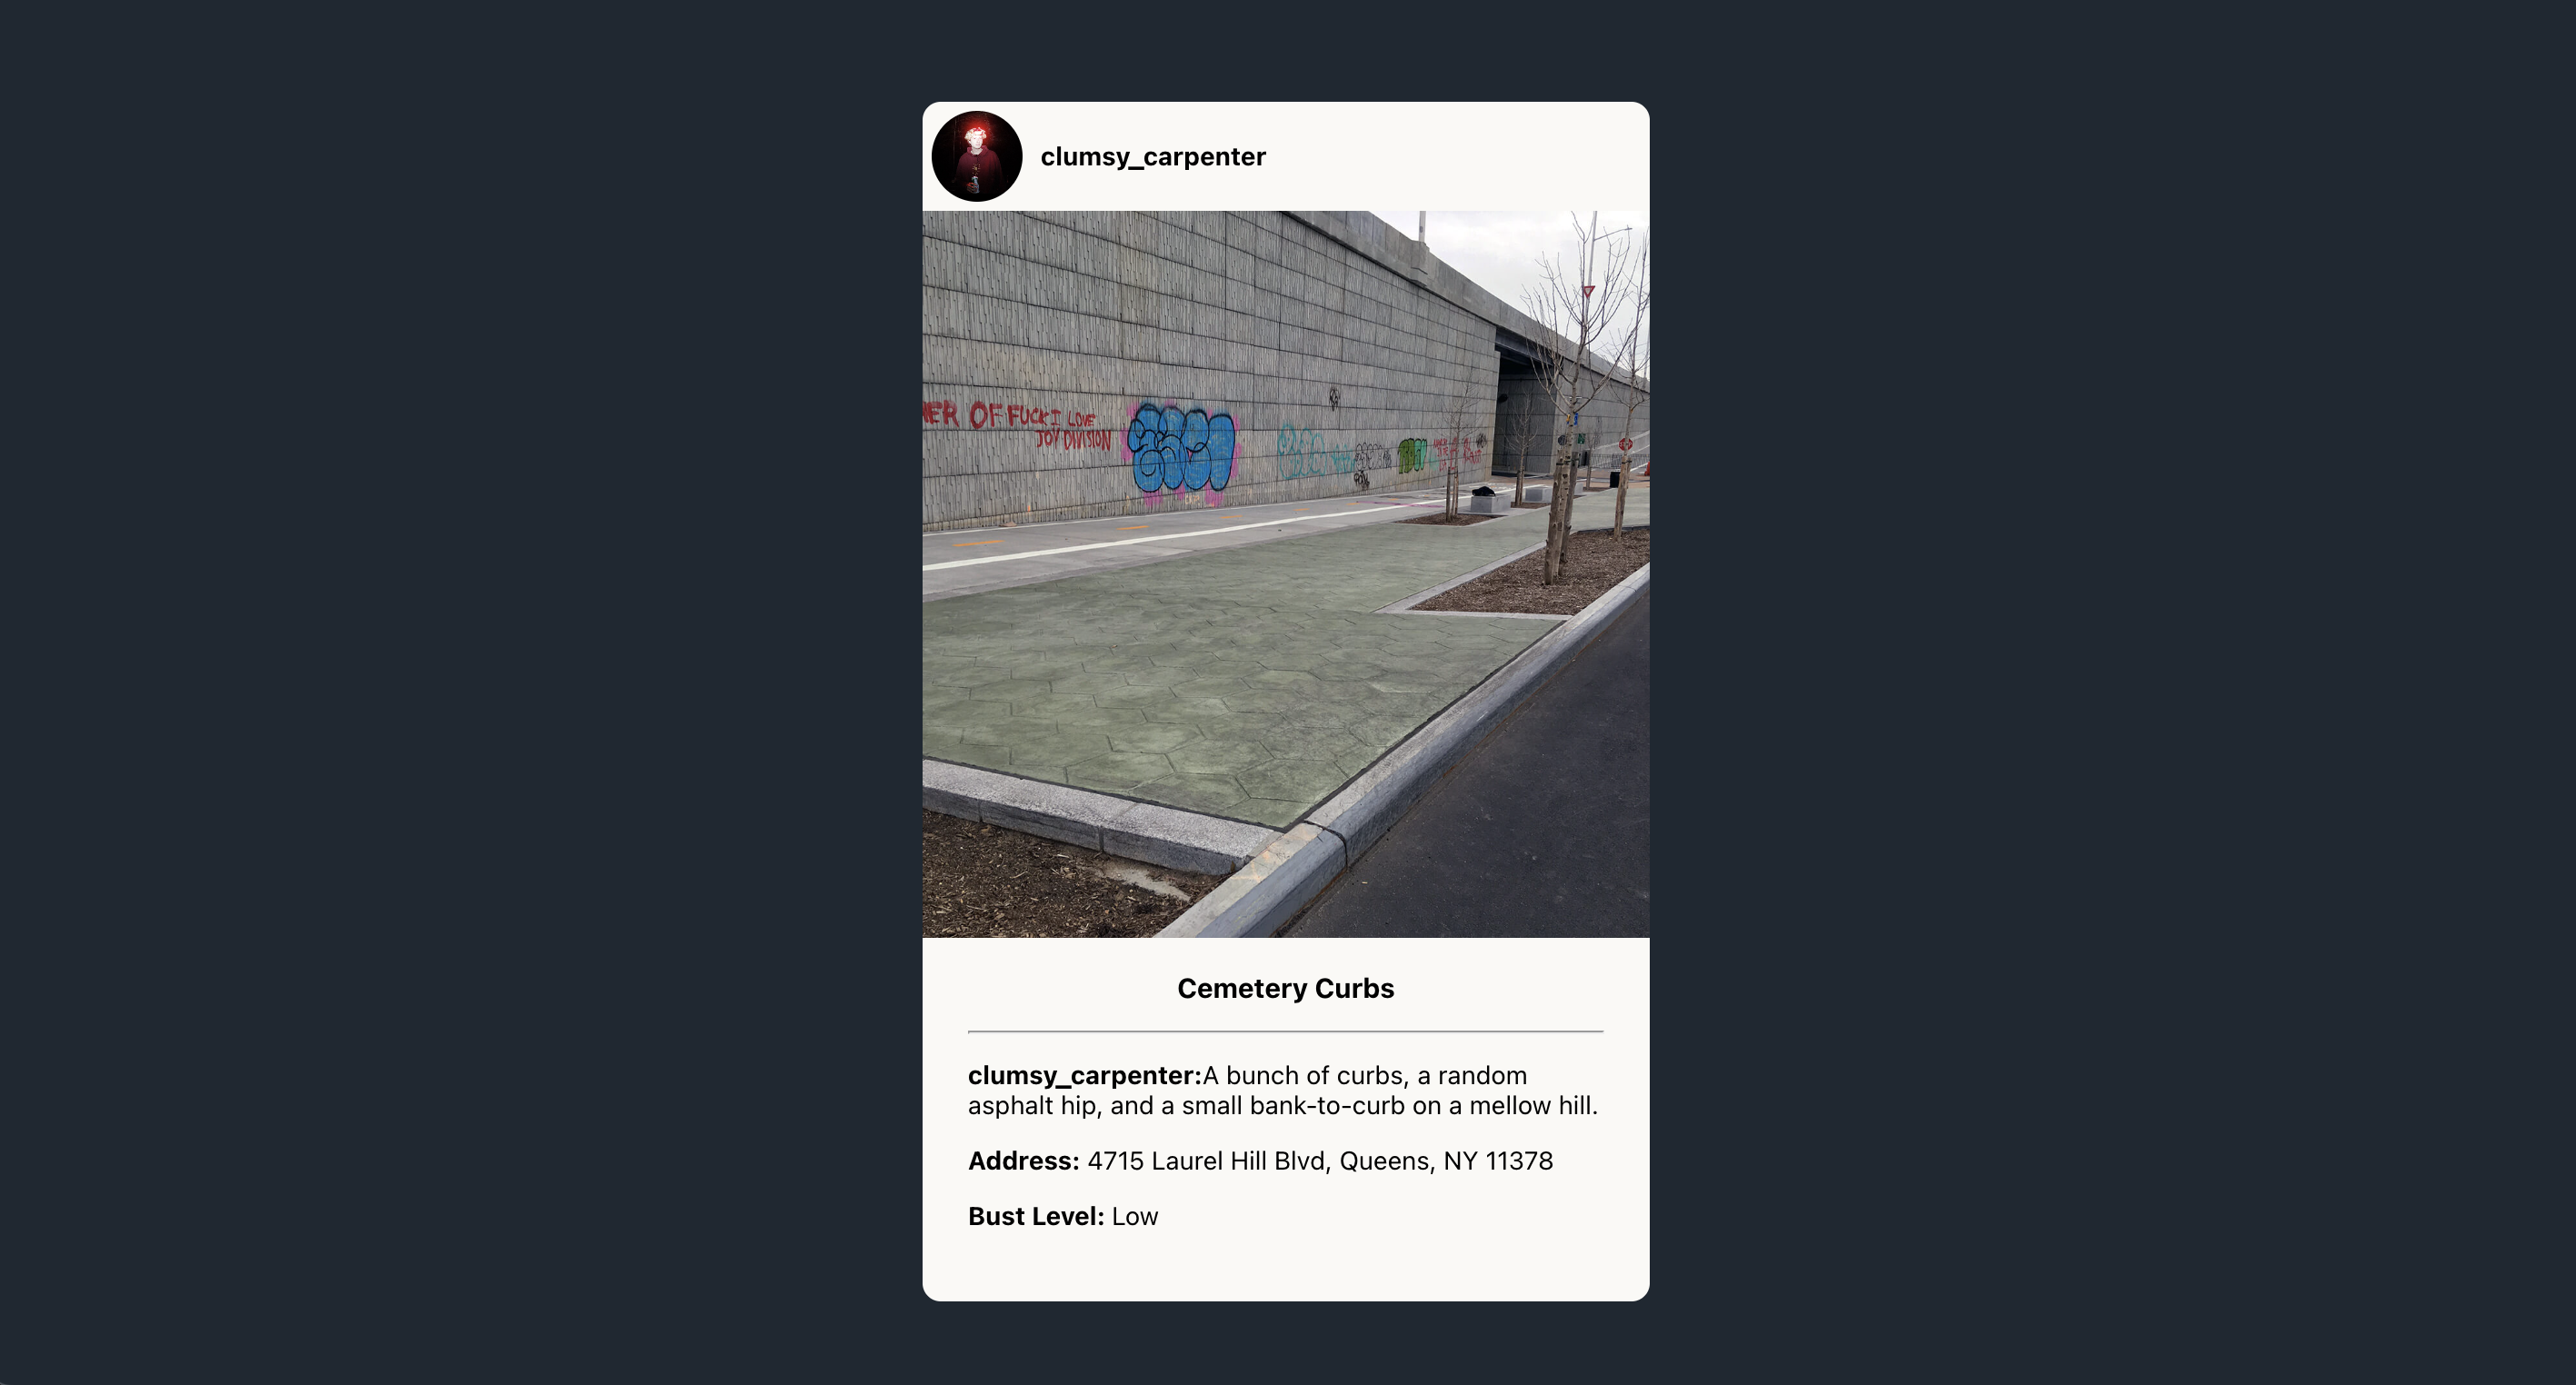 clumsy_carpenter
NER OF FUCK I LOVE
JOY DIVISION
Cemetery Curbs
clumsy_carpenter:A bunch of curbs, a random
asphalt hip, and a small bank-to-curb on a mellow hill.
Address: 4715 Laurel Hill Blvd, Queens, NY 11378
Bust Level: Low